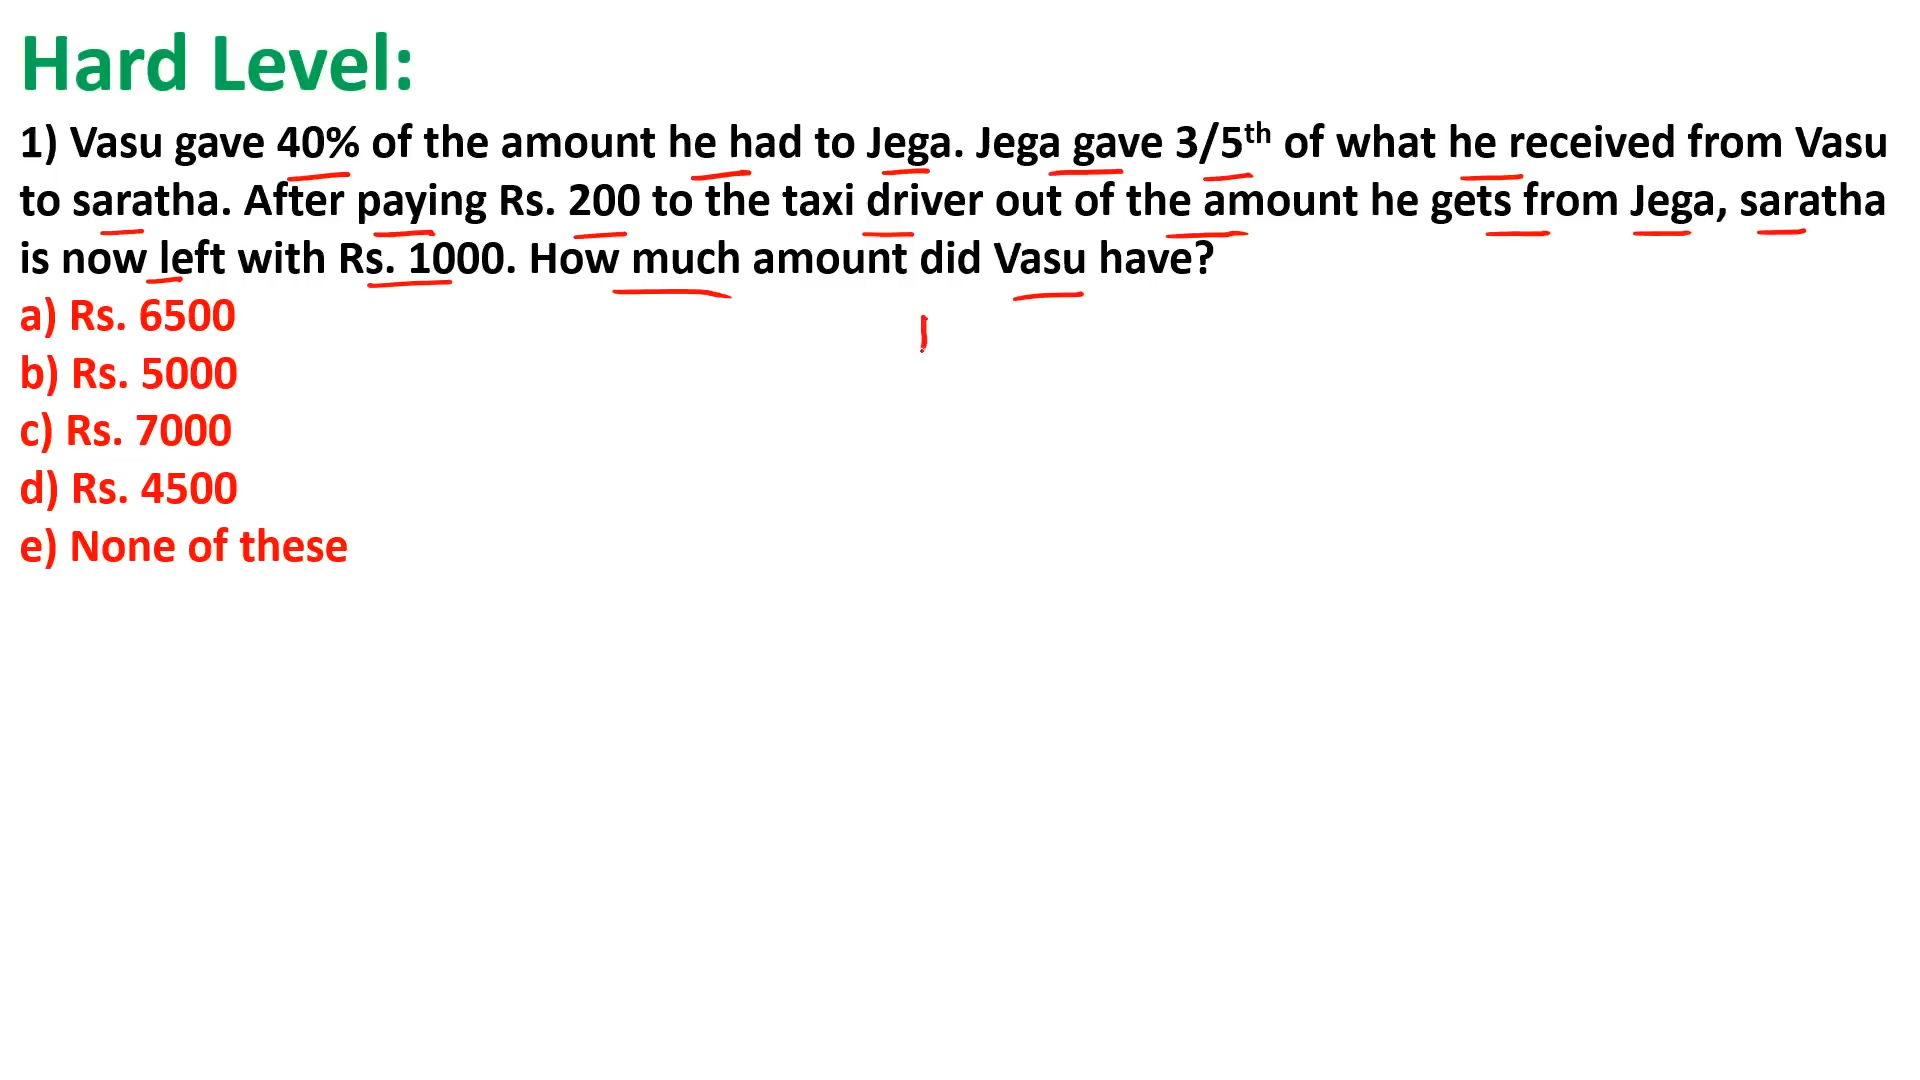 Hard Level:
1) Vasu gave 40% of the amount he had to Jega. Jega gave 3/5th of what he received from Vasu
to saratha. After paying Rs. 200 to the taxi driver out of the amount he gets from Jega, saratha
is now left with Rs. 1000. How much amount did Vasu have?
a) Rs. 6500
b) Rs. 5000
c) Rs. 7000
d) Rs. 4500
e) None of these